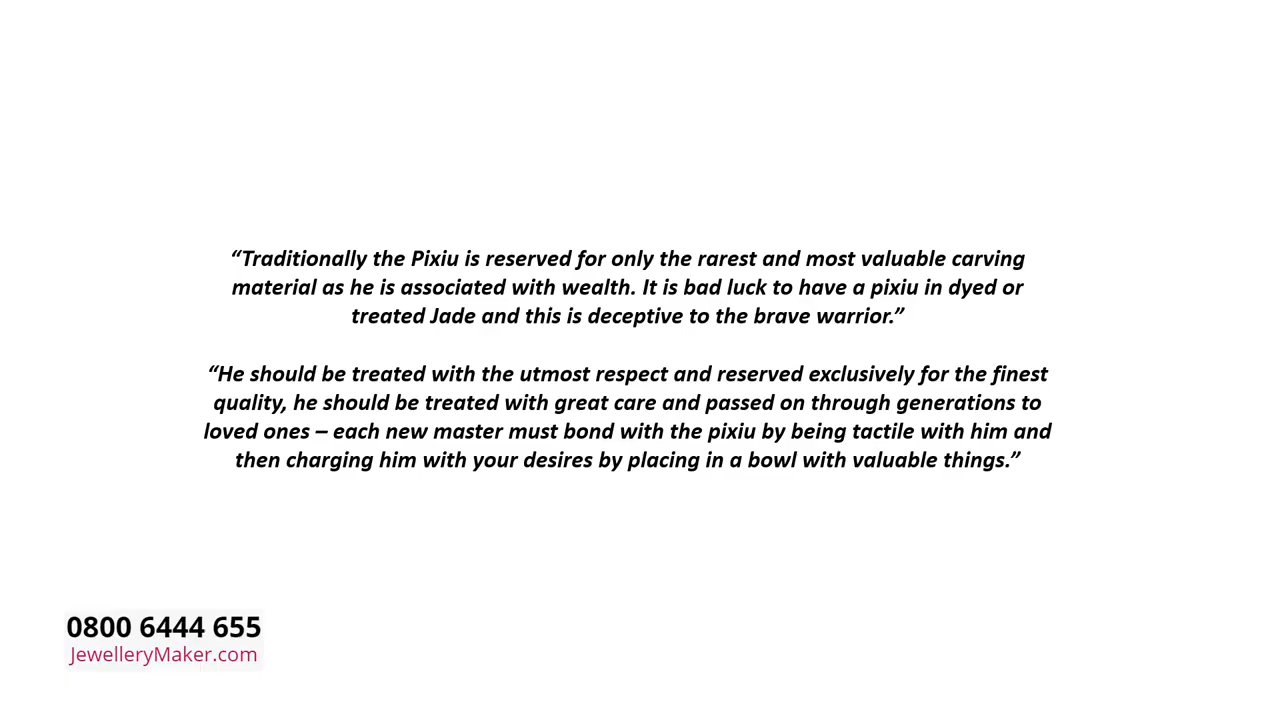 “Traditionally the Pixiu is reserved for only the rarest and most valuable carving
material as he is associated with wealth. It is bad luck to have a pixiu in dyed or
treated Jade and this is deceptive to the brave warrior.”
“He should be treated with the utmost respect and reserved exclusively for the finest
quality, he should be treated with great care and passed on through generations to
loved ones – each new master must bond with the pixiu by being tactile with him and
then charging him with your desires by placing in a bowl with valuable things.”
0800 6444 655
JewelleryMaker.com